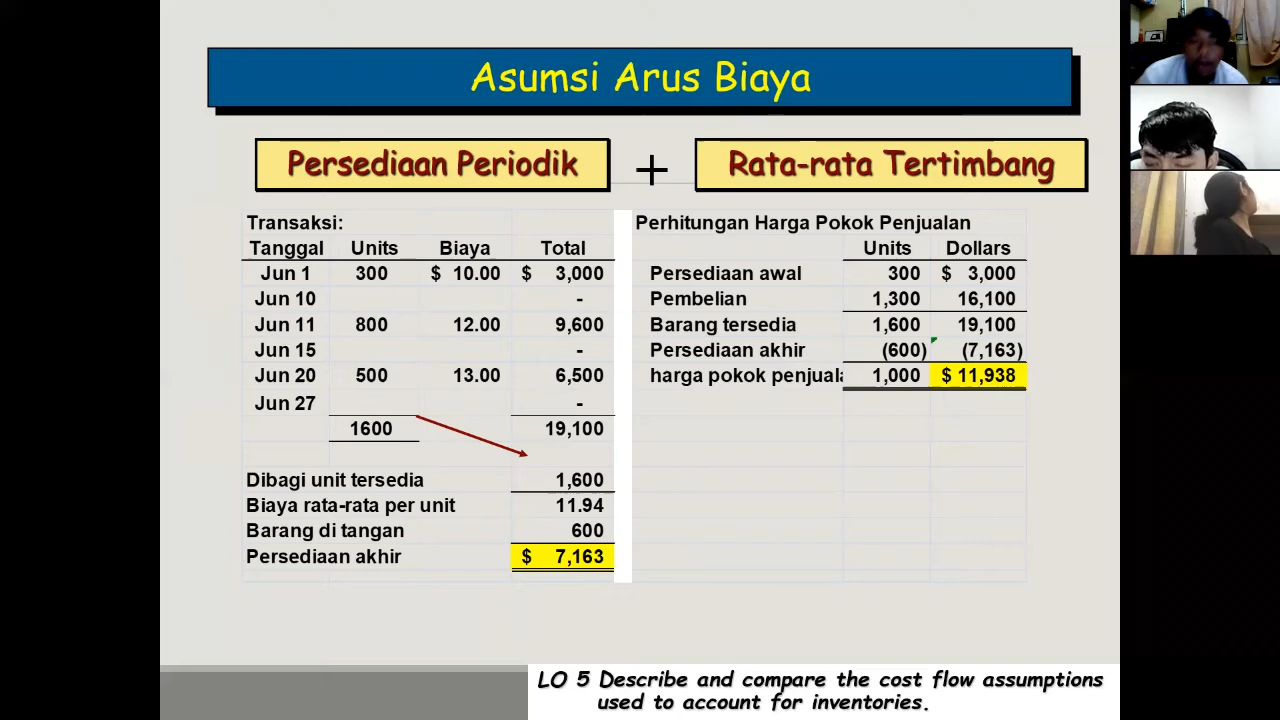 Asumsi Arus Biaya
Persediaan Periodik + Rata-rata Tertimbang
Transaksi:
Tanggal Units Biaya Total
Jun 1 300 $ 10.00 $ 3,000
Jun 10 -
Jun 11 800 12.00 9,600
Jun 15 -
Jun 20 500 13.00 6,500
Jun 27 -
1600 19,100
Dibagi unit tersedia 1,600
Biaya rata-rata per unit 11.94
Barang di tangan 600
Persediaan akhir $ 7,163
Perhitungan Harga Pokok Penjualan
Units Dollars
Persediaan awal 300 $ 3,000
Pembelian 1,300 16,100
Barang tersedia 1,600 19,100
Persediaan akhir (600) (7,163)
harga pokok penjuala 1,000 $ 11,938
LO 5 Describe and compare the cost flow assumptions
used to account for inventories.